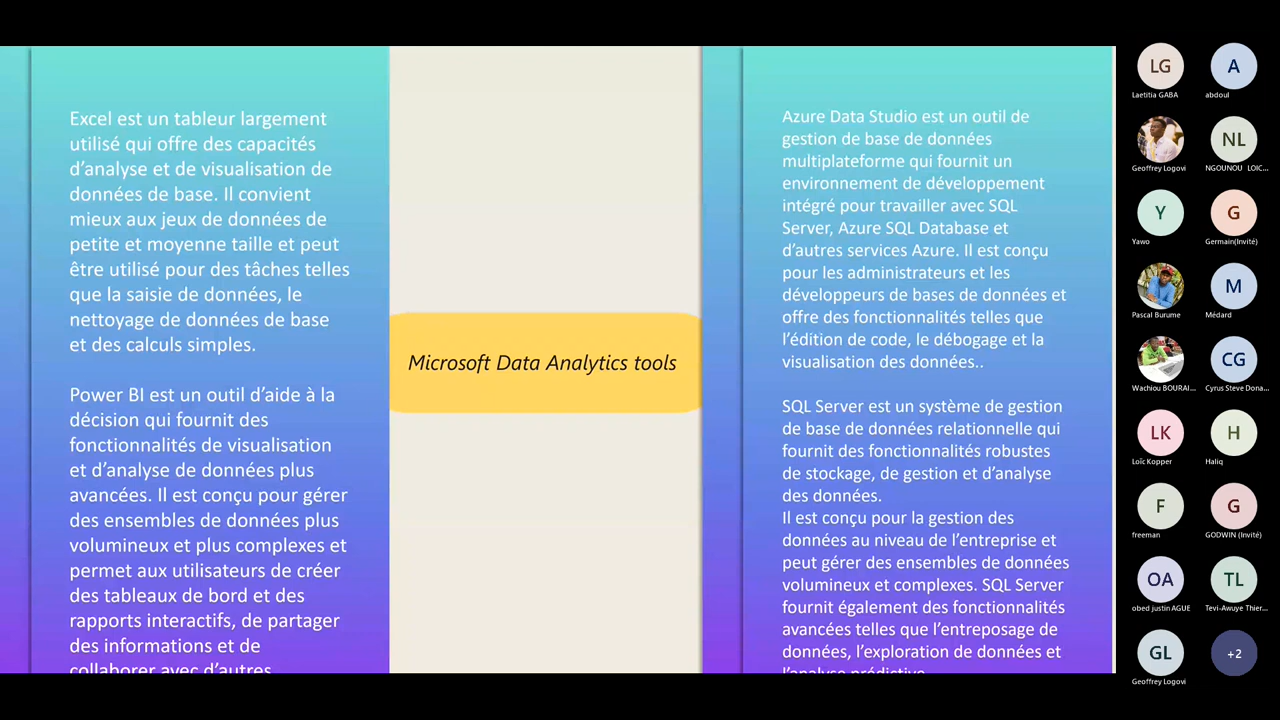 Excel est un tableur largement
utilisé qui offre des capacités
d’analyse et de visualisation de
données de base. Il convient
mieux aux jeux de données de
petite et moyenne taille et peut
être utilisé pour des tâches telles
que la saisie de données, le
nettoyage de données de base
et des calculs simples.
Power BI est un outil d’aide à la
décision qui fournit des
fonctionnalités de visualisation
et d’analyse de données plus
avancées. Il est conçu pour gérer
des ensembles de données plus
volumineux et plus complexes et
permet aux utilisateurs de créer
des tableaux de bord et des
rapports interactifs, de partager
des informations et de
collaborer avec d’autres
Microsoft Data Analytics tools
Azure Data Studio est un outil de
gestion de base de données
multiplateforme qui fournit un
environnement de développement
intégré pour travailler avec SQL
Server, Azure SQL Database et
d’autres services Azure. Il est conçu
pour les administrateurs et les
développeurs de bases de données et
offre des fonctionnalités telles que
l’édition de code, le débogage et la
visualisation des données..
SQL Server est un système de gestion
de base de données relationnelle qui
fournit des fonctionnalités robustes
de stockage, de gestion et d’analyse
des données.
Il est conçu pour la gestion des
données au niveau de l’entreprise et
peut gérer des ensembles de données
volumineux et complexes. SQL Server
fournit également des fonctionnalités
avancées telles que l’entreposage de
données, l’exploration de données et
l’analyse prédictive
LG
Laetitia GABA
A
abdoul
Geoffrey Logovi
NL
NGOUNOU LOIC...
Y
Yawo
G
Germain(Invité)
Pascal Burume
M
Médard
Wachiou BOURAI...
CG
Cyrus Steve Dona...
LK
Loïc Kopper
H
Haliq
F
freeman
G
GODWIN (Invité)
OA
obed justin AGUE
TL
Tevi-Awuye Thier...
GL
Geoffrey Logovi
+2